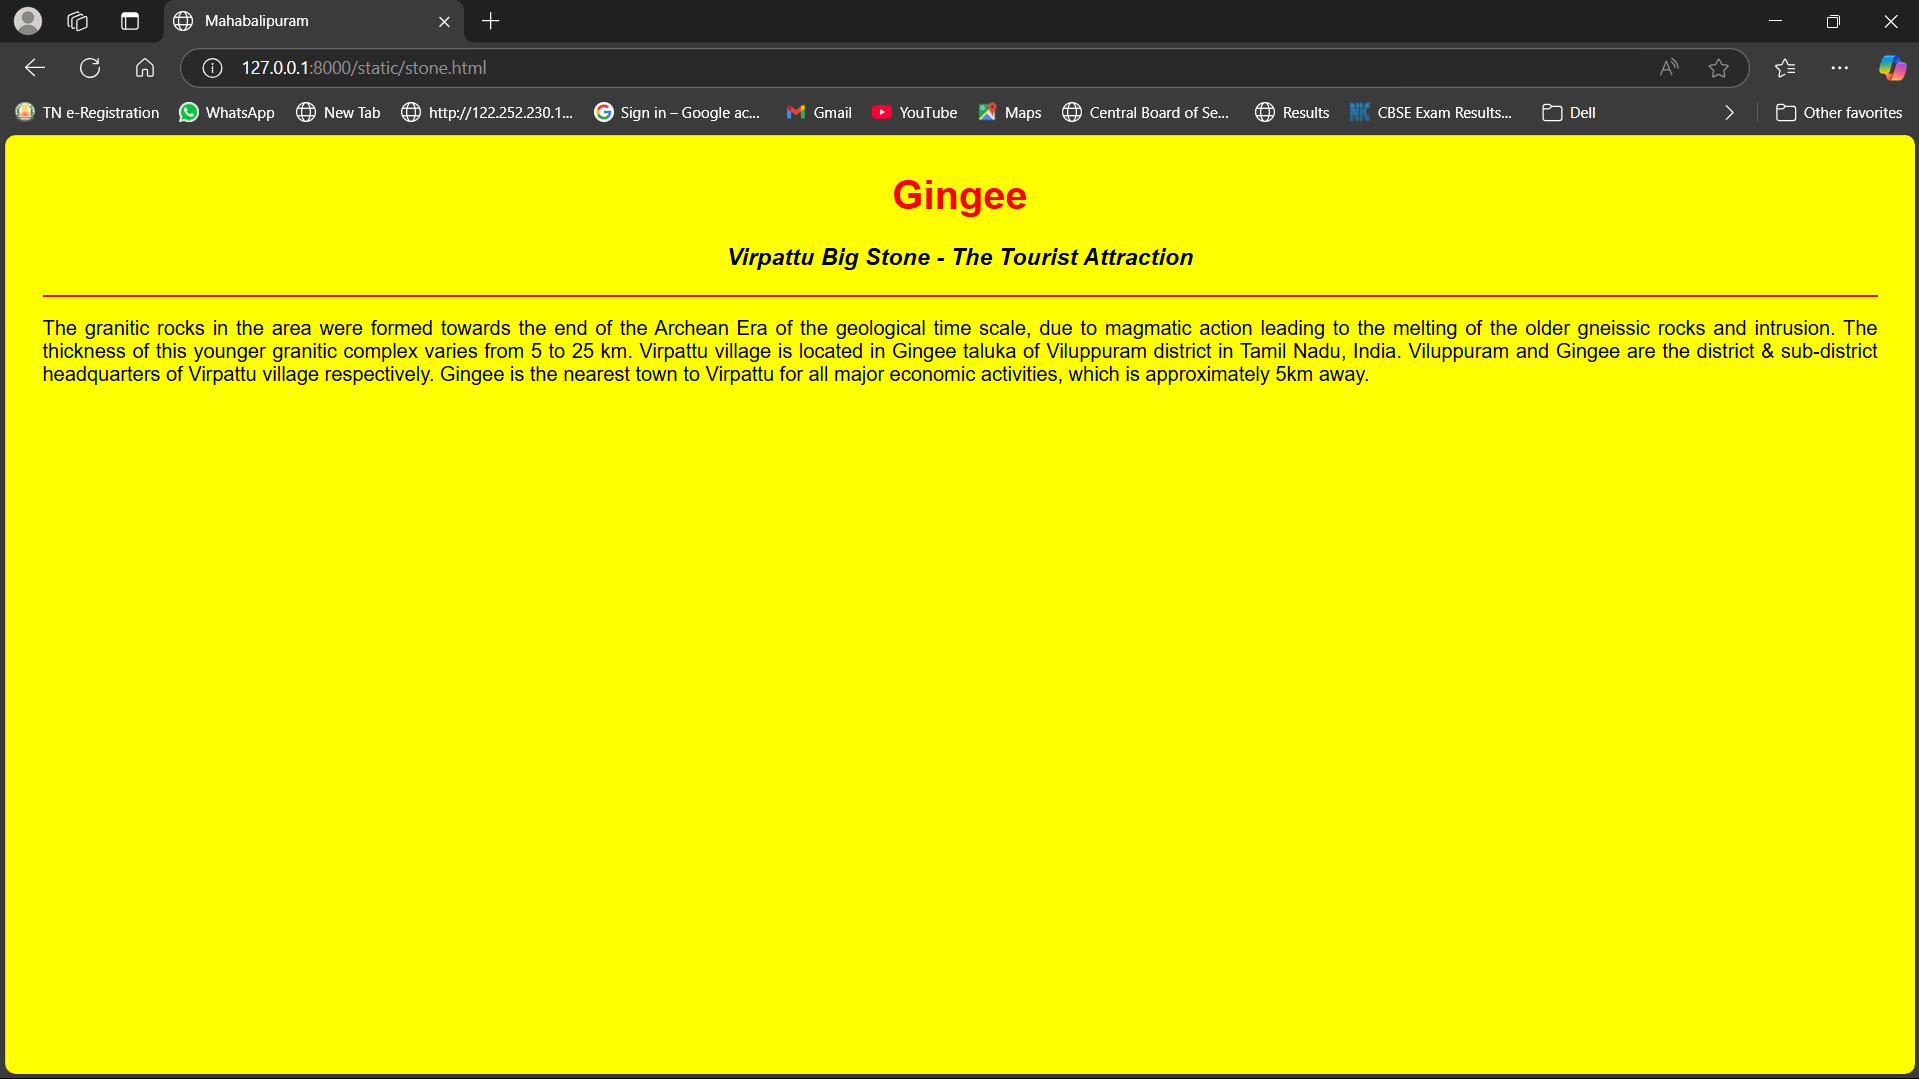 Mahabalipuram
127.0.0.1:8000/static/stone.html
TN e-Registration WhatsApp New Tab http://122.252.230.1... Sign in – Google ac... Gmail YouTube Maps Central Board of Se... Results CBSE Exam Results... Dell Other favorites
Gingee
Virpattu Big Stone - The Tourist Attraction
The granitic rocks in the area were formed towards the end of the Archean Era of the geological time scale, due to magmatic action leading to the melting of the older gneissic rocks and intrusion. The
thickness of this younger granitic complex varies from 5 to 25 km. Virpattu village is located in Gingee taluka of Viluppuram district in Tamil Nadu, India. Viluppuram and Gingee are the district & sub-district
headquarters of Virpattu village respectively. Gingee is the nearest town to Virpattu for all major economic activities, which is approximately 5km away.